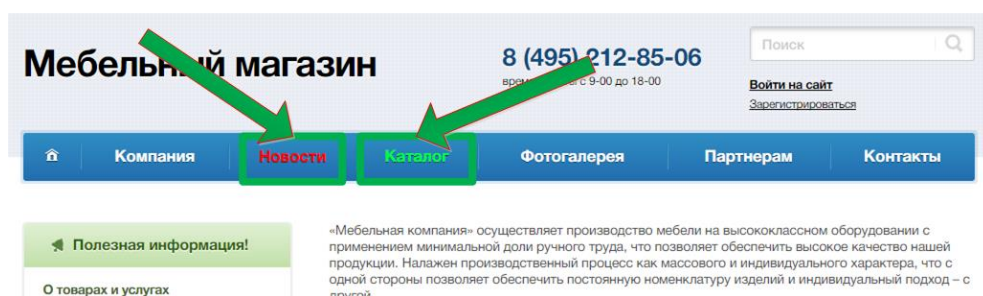 Мебельный магазин
8 (495) 212-85-06
с 9-00 до 18-00
Поиск
Войти на сайт
Зарегистрироваться
Компания Новости Каталог Фотогалерея Партнерам Контакты
Полезная информация!
О товарах и услугах
«Мебельная компания» осуществляет производство мебели на высококлассном оборудовании с
применением минимальной доли ручного труда, что позволяет обеспечить высокое качество нашей
продукции. Налажен производственный процесс как массового и индивидуального характера, что с
одной стороны позволяет обеспечить постоянную номенклатуру изделий и индивидуальный подход – с
другой.